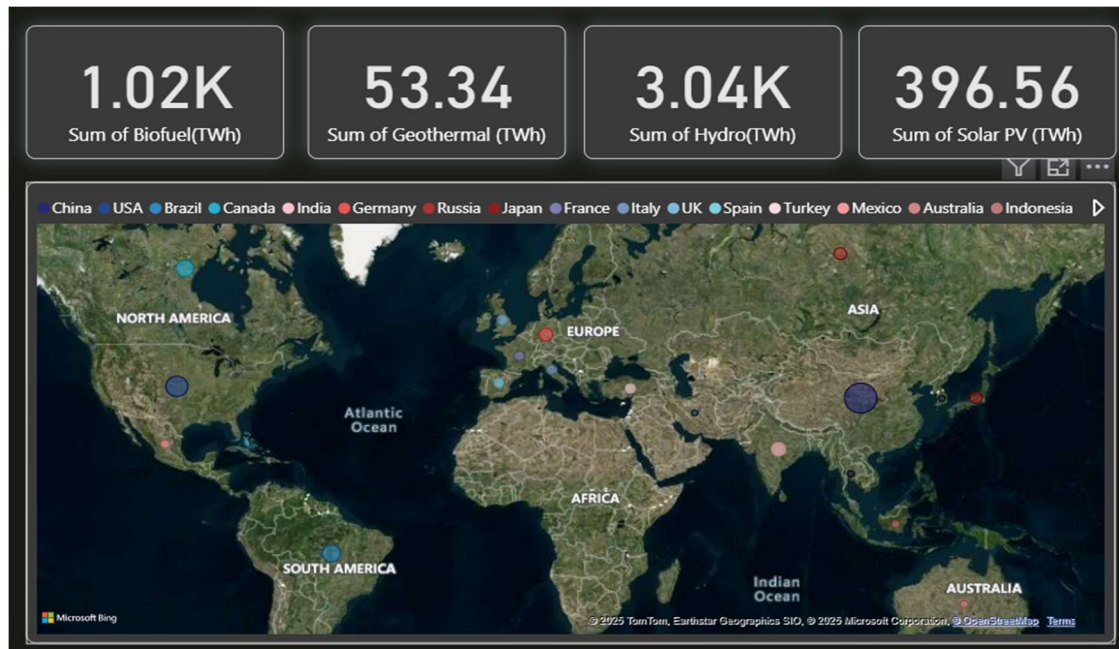 1.02K
Sum of Biofuel(TWh)
53.34
Sum of Geothermal (TWh)
3.04K
Sum of Hydro(TWh)
396.56
Sum of Solar PV (TWh)
China USA Brazil Canada India Germany Russia Japan France Italy UK Spain Turkey Mexico Australia Indonesia
NORTH AMERICA
ASIA
EUROPE
Atlantic
Ocean
AFRICA
SOUTH AMERICA
Indian
Ocean
AUSTRALIA
Microsoft Bing
© 2025 TomTom, Earthstar Geographics SIO, © 2025 Microsoft Corporation, © OpenStreetMap Terms